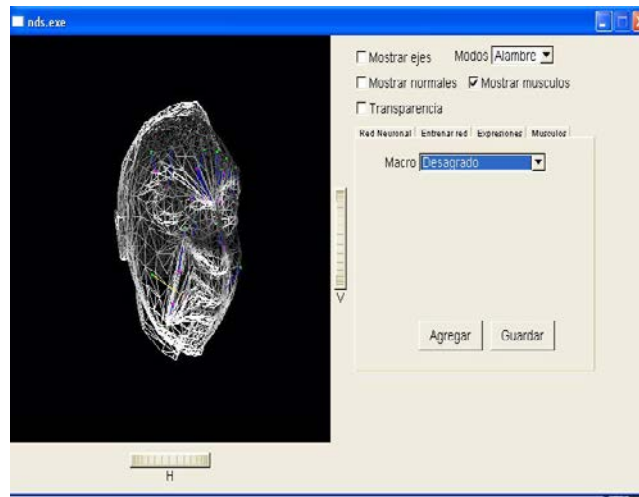 nds.exe
Mostrar ejes Modos Alambre
Mostrar normales Mostrar musculos
Transparencia
Red Neuronal Entrenar red Expresiones Musculos
Macro Desagrado
V
Agregar Guardar
H